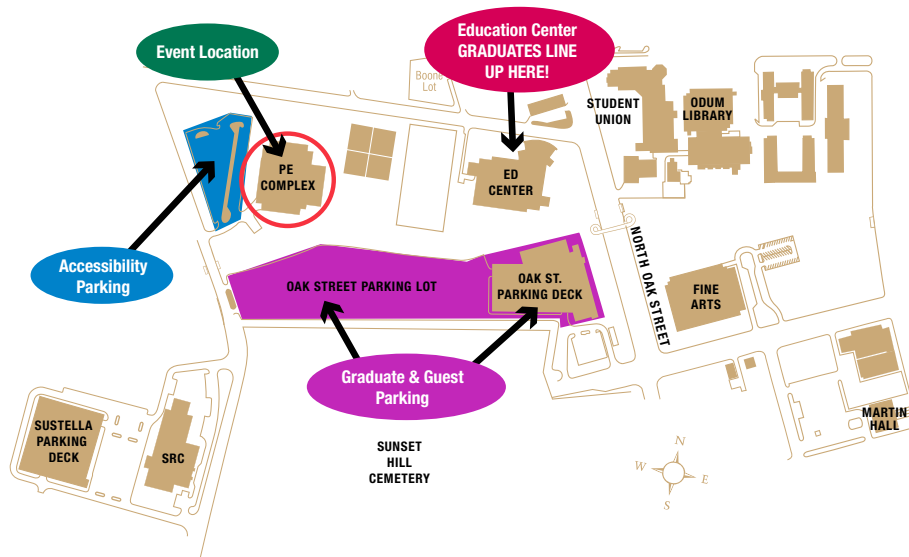 Event Location
Education Center
GRADUATES LINE
UP HERE!
Boone
Lot
STUDENT
UNION
ODUM
LIBRARY
PE
COMPLEX
ED
CENTER
Accessibility
Parking
OAK STREET PARKING LOT
OAK ST.
PARKING DECK
NORTH OAK STREET
FINE
ARTS
Graduate & Guest
Parking
SUSTELLA
PARKING
DECK
SRC
SUNSET
HILL
CEMETERY
MARTIN
HALL
N
W
E
S